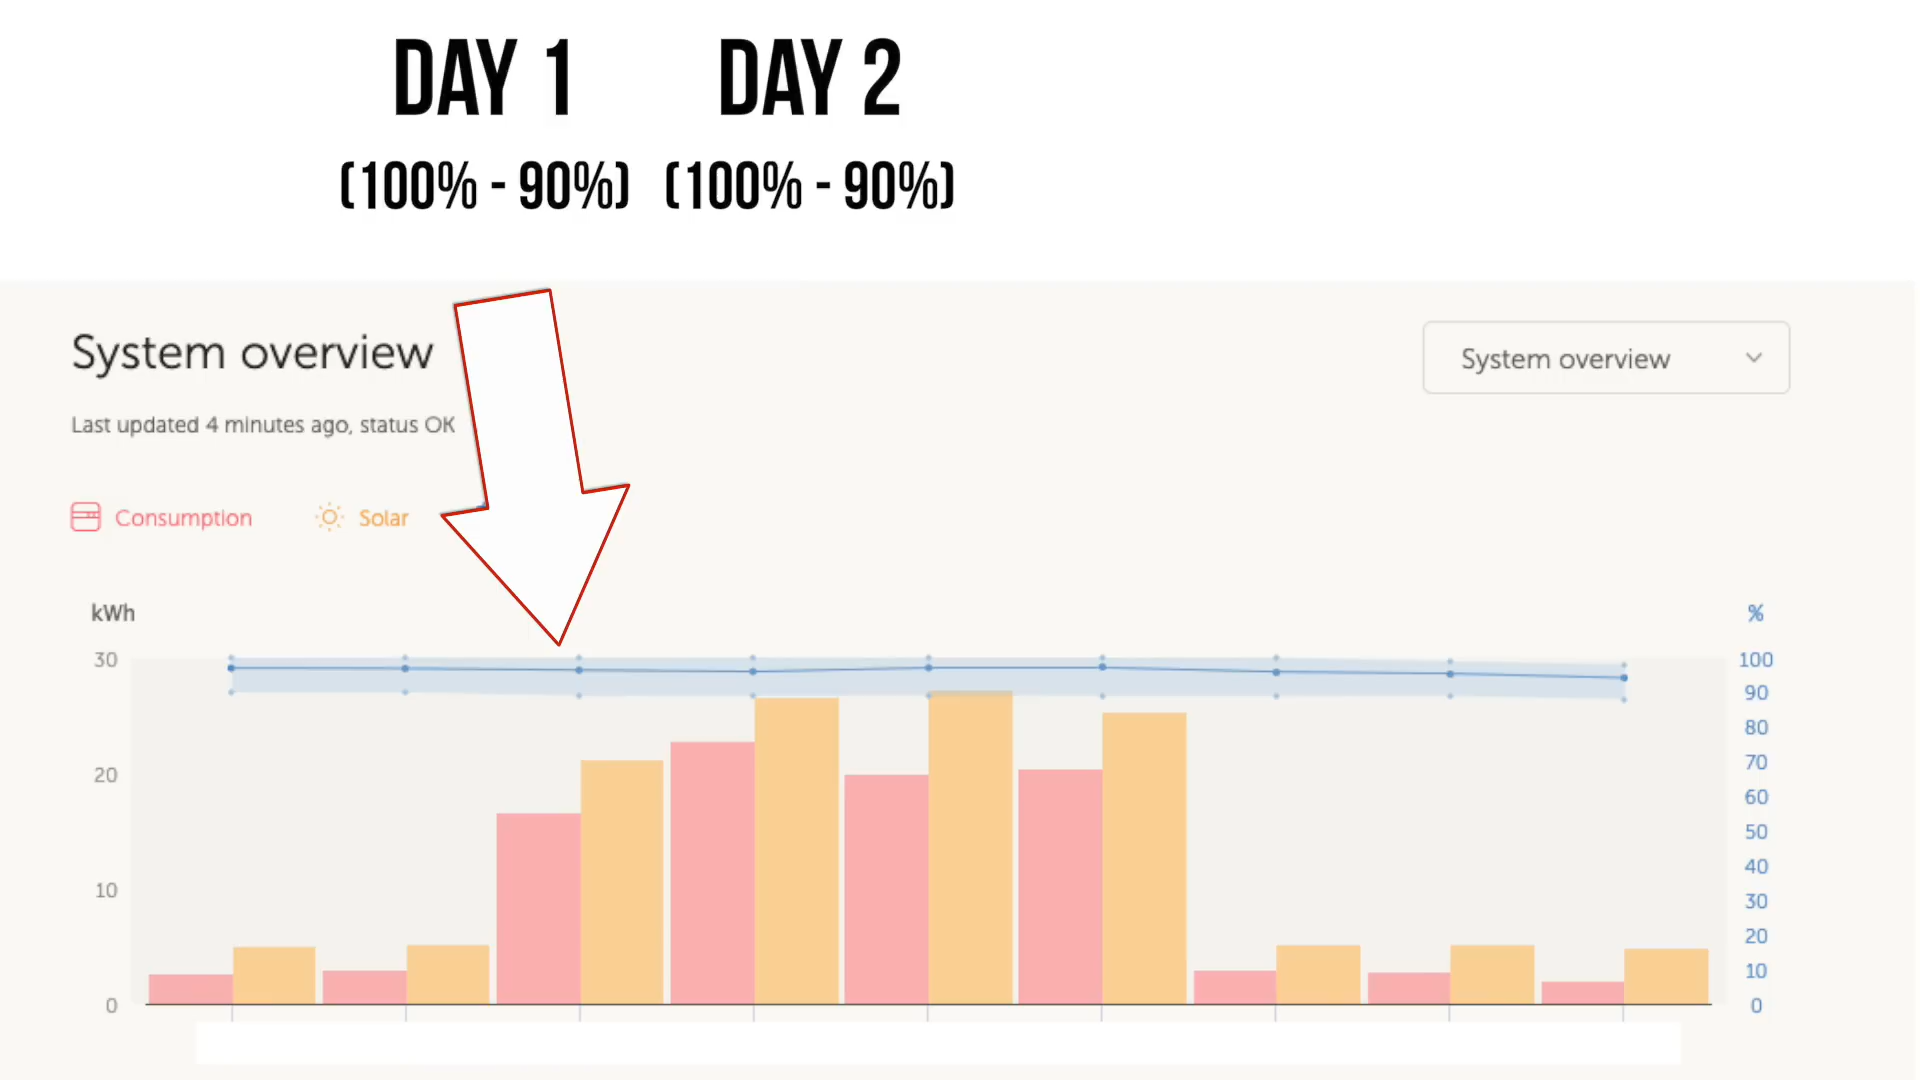 DAY 1 DAY 2
(100% - 90%) (100% - 90%)
System overview
System overview
Last updated 4 minutes ago, status OK
Consumption Solar
kWh %
30 100
90
80
20 70
60
50
10 40
30
20
10
0 0